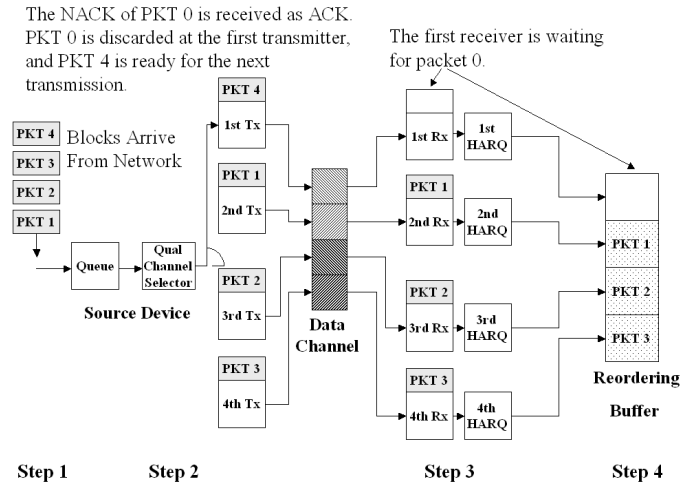 The NACK of PKT 0 is received as ACK.
PKT 0 is discarded at the first transmitter,
and PKT 4 is ready for the next
transmission.
The first receiver is waiting
for packet 0.
PKT 4
PKT 3
PKT 2
PKT 1
Blocks Arrive
From Network
Queue
Qual
Channel
Selector
Source Device
PKT 4
1st Tx
PKT 1
2nd Tx
PKT 2
3rd Tx
PKT 3
4th Tx
Data
Channel
1st Rx
1st
HARQ
PKT 1
2nd Rx
2nd
HARQ
PKT 2
3rd Rx
3rd
HARQ
PKT 3
4th Rx
4th
HARQ
PKT 1
PKT 2
PKT 3
Reordering
Buffer
Step 1
Step 2
Step 3
Step 4